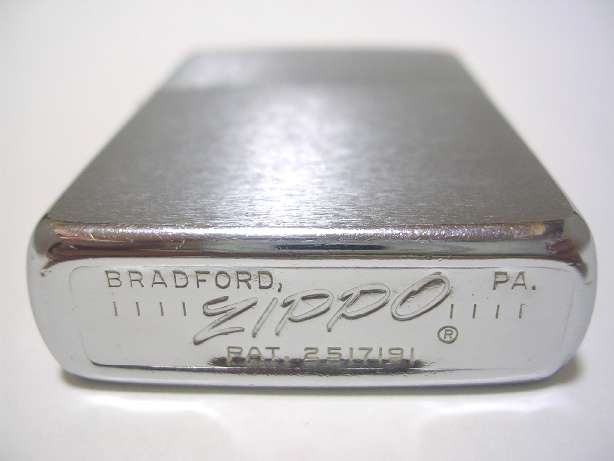 BRADFORD, PA.
|||| ZIPPO ||||
®
PAT. 2517191